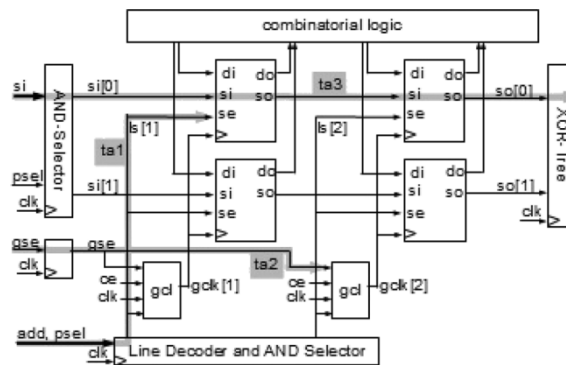 combinatorial logic
si
AND-Selector
si[0]
di
do
ta3
di
do
so[0]
XOR-Tree
si
so
si
so
ls[1]
se
ls[2]
se
ta1
psel
clk
si[1]
di
do
si
so
se
di
do
si
so
se
so[1]
clk
gse
gse
clk
ta2
ce
clk
gcl
gclk[1]
ce
clk
gcl
gclk[2]
add, psel
clk
Line Decoder and AND Selector